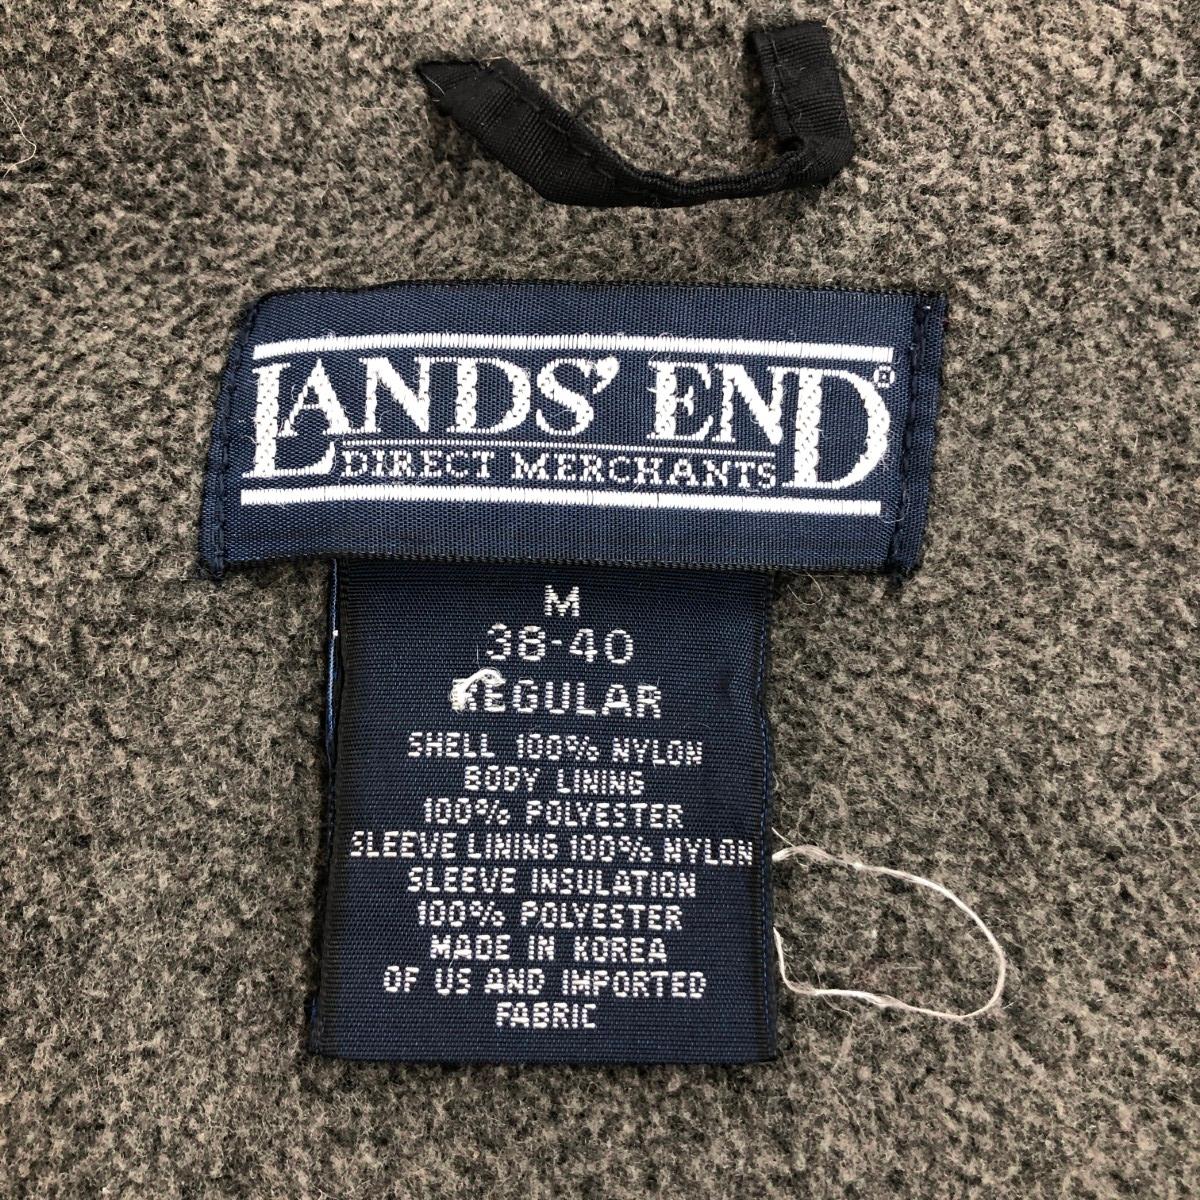 LANDS' END®
DIRECT MERCHANTS
M
38-40
REGULAR
SHELL 100% NYLON
BODY LINING
100% POLYESTER
SLEEVE LINING 100% NYLON
SLEEVE INSULATION
100% POLYESTER
MADE IN KOREA
OF US AND IMPORTED
FABRIC